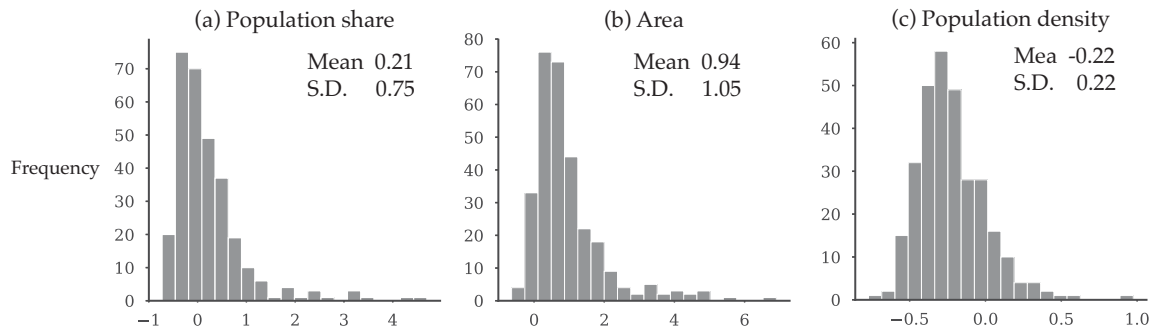 (a) Population share
(b) Area
(c) Population density
Mean 0.21
S.D. 0.75
Mean 0.94
S.D. 1.05
Mea -0.22
S.D. 0.22
Frequency
70
60
50
40
30
20
10
0
−1 0 1 2 3 4
80
70
60
50
40
30
20
10
0
0 2 4 6
60
50
40
30
20
10
0
−0.5 0.0 0.5 1.0